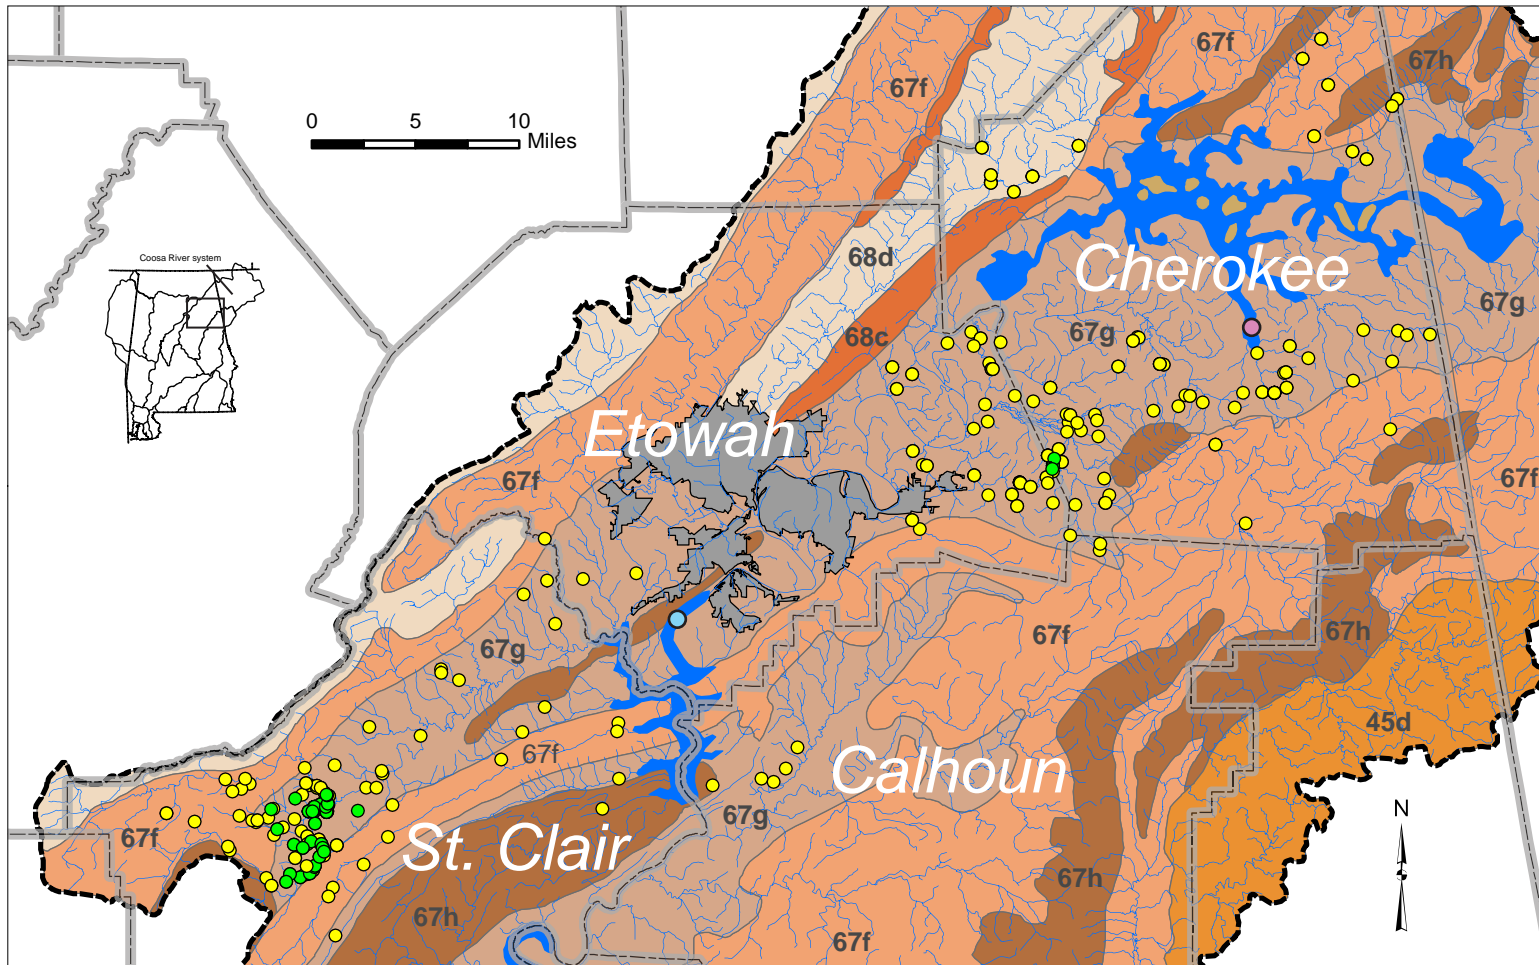 67f
67h
67f
0 5 10
Miles
68d
Coosa River system
Cherokee
67g
67g
68c
Etowah
67f
67f
67f
67h
67g
45d
67f
Calhoun
N
67g
67f
St. Clair
67h
67h
67f